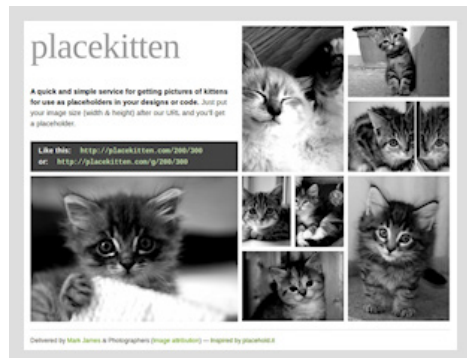 placekitten
A quick and simple service for getting pictures of kittens
for use as placeholders in your designs or code. Just put
your image size (width & height) after our URL and you'll get
a placeholder.
Like this: http://placekitten.com/200/300
or: http://placekitten.com/g/200/300
Delivered by Mark James & Photographers (image attribution) — Inspired by placehold.it